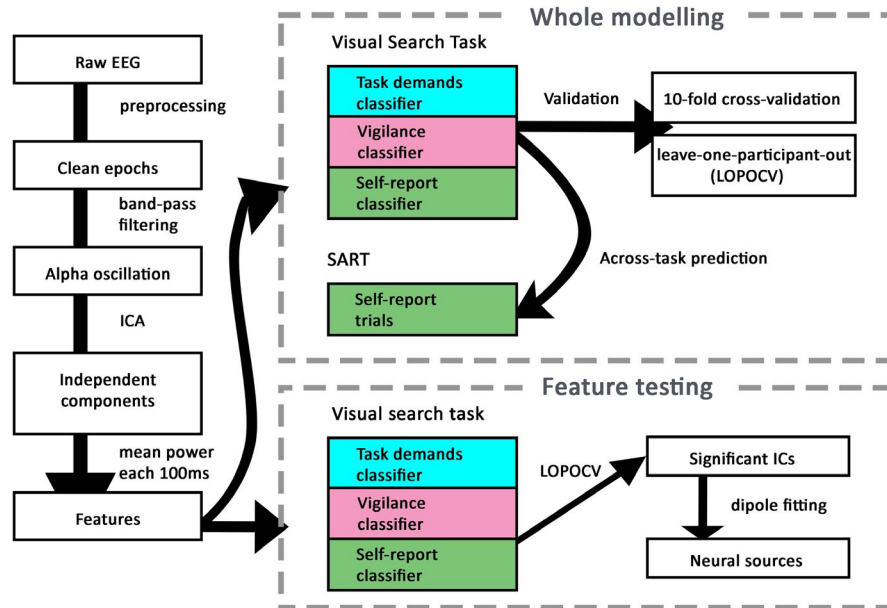 Raw EEG
preprocessing
Clean epochs
band-pass
filtering
Alpha oscillation
ICA
Independent
components
mean power
each 100ms
Features
Whole modelling
Visual Search Task
Task demands
classifier
Vigilance
classifier
Self-report
classifier
Validation
10-fold cross-validation
leave-one-participant-out
(LOPOCV)
Across-task prediction
SART
Self-report
trials
Feature testing
Visual search task
Task demands
classifier
Vigilance
classifier
Self-report
classifier
LOPOCV
Significant ICs
dipole fitting
Neural sources